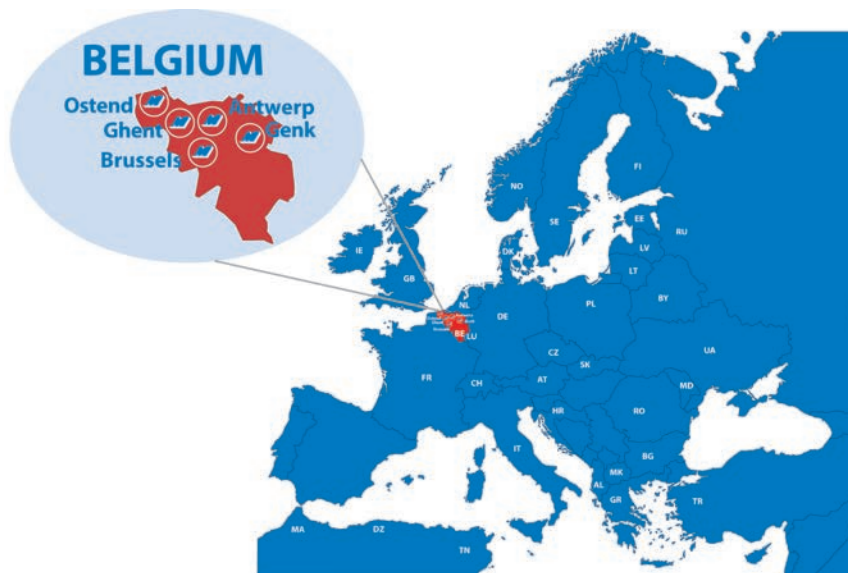 BELGIUM
Ostend
Antwerp
Ghent
Genk
Brussels
FI
NO
SE
EE
RU
LV
DK
LT
IE
GB
BY
NL
PL
DE
BE
LU
UA
CZ
SK
FR
CH
AT
MD
HR
RO
IT
BG
MK
AL
GR
TR
MA
DZ
TN